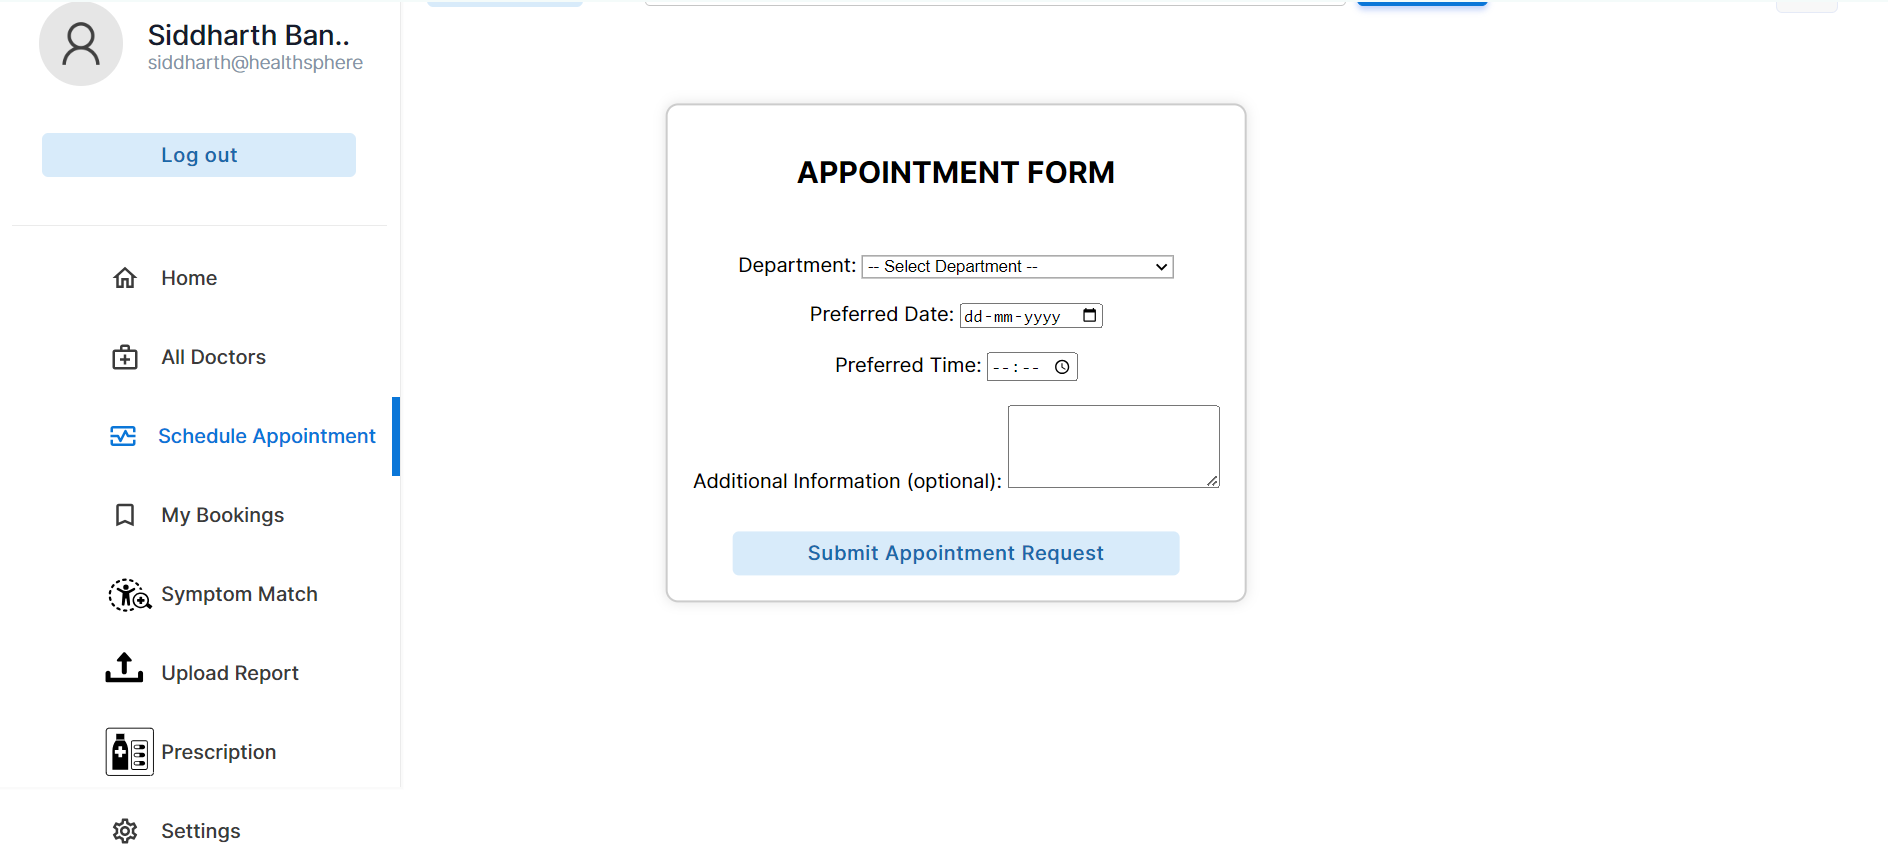 Siddharth Ban..
siddharth@healthsphere
Log out
Home
All Doctors
Schedule Appointment
My Bookings
Symptom Match
Upload Report
Prescription
Settings
APPOINTMENT FORM
Department: -- Select Department --
Preferred Date: dd-mm-yyyy
Preferred Time: --:--
Additional Information (optional):
Submit Appointment Request